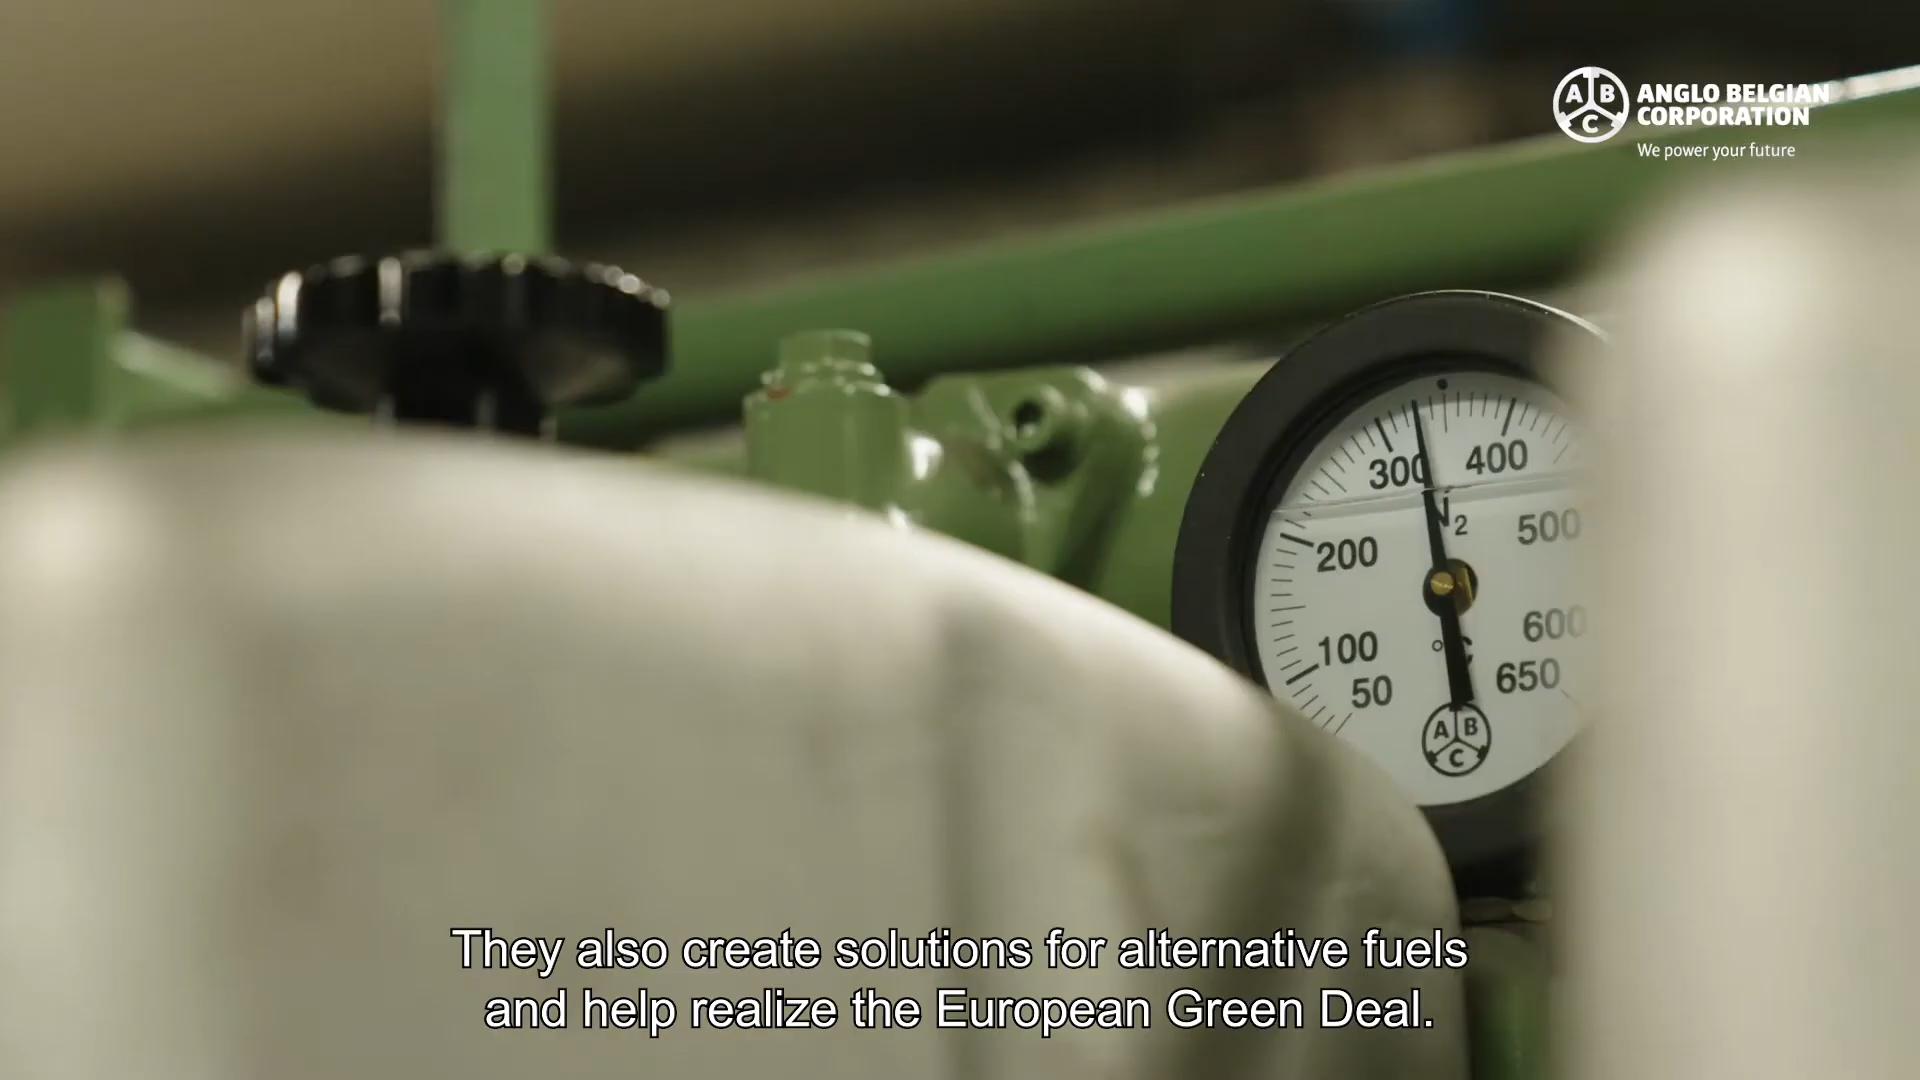 A B C
ANGLO BELGIAN
CORPORATION
We power your future
300 400
N₂
200 500
100 °C 600
50 650
A B C
They also create solutions for alternative fuels
and help realize the European Green Deal.